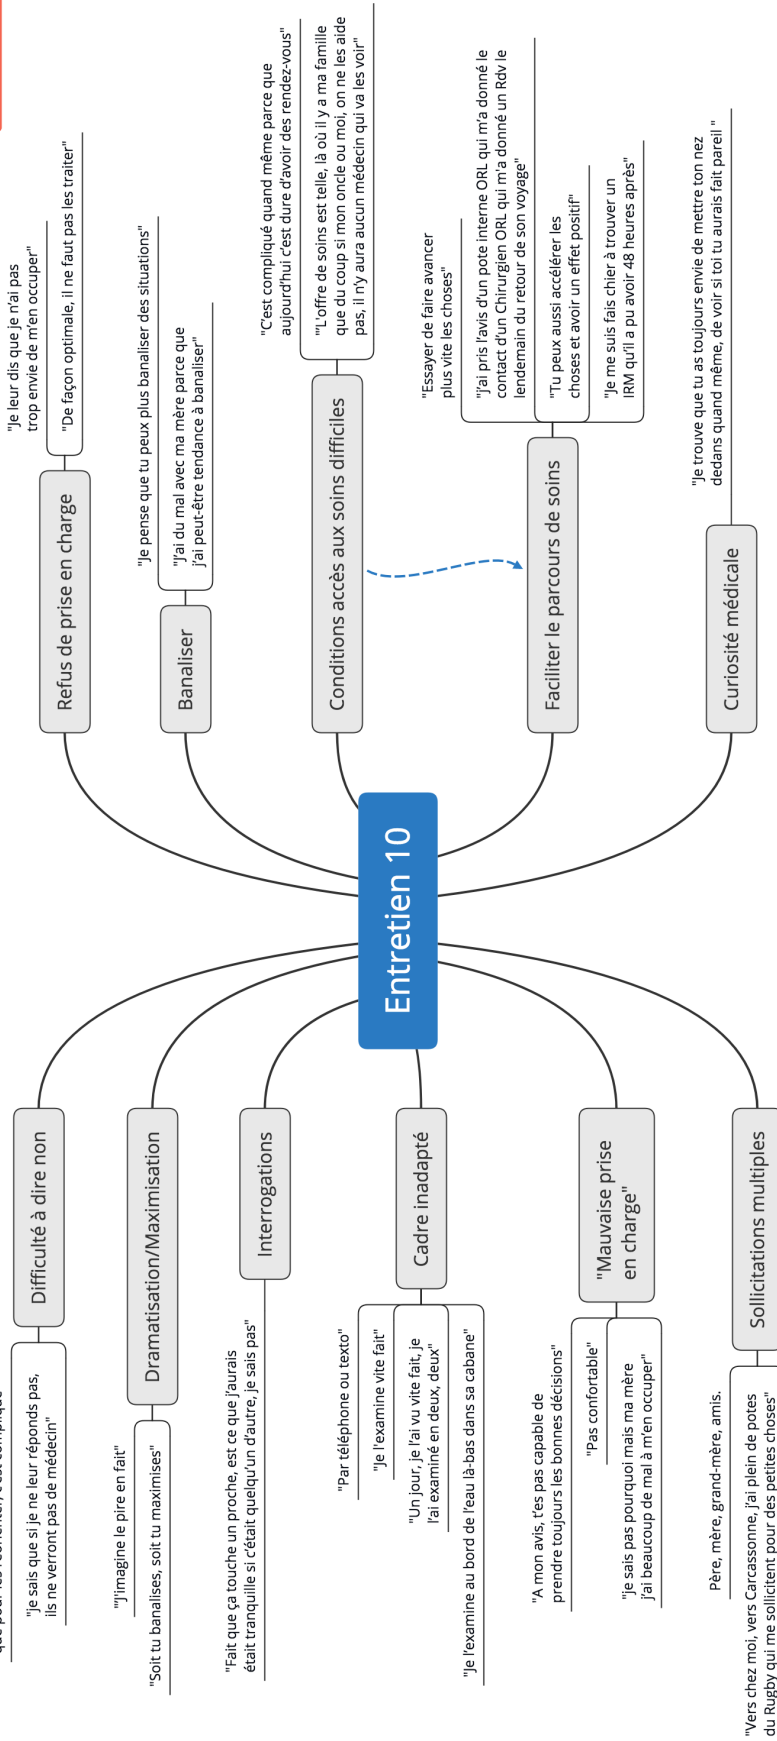 Entretien 10
Refus de prise en charge
"Je leur dis que je n'ai pas
trop envie de m'en occuper"
"De façon optimale, il ne faut pas les traiter"
Banaliser
"Je pense que tu peux plus banaliser des situations"
"J'ai du mal avec ma mère parce que
j'ai peut-être tendance à banaliser"
Conditions accès aux soins difficiles
"C'est compliqué quand même parce que
aujourd'hui c'est dure d'avoir des rendez-vous"
"'L'offre de soins est telle, là où il y a ma famille
que du coup si mon oncle ou moi, on ne les aide
pas, il n'y aura aucun médecin qui va les voir"
Faciliter le parcours de soins
"Essayer de faire avancer
plus vite les choses"
"j'ai pris l'avis d'un pote interne ORL qui m'a donné le
contact d'un Chirurgien ORL qui m'a donné un Rdv le
lendemain du retour de son voyage"
"Tu peux aussi accélérer les
choses et avoir un effet positif"
"Je me suis fais chier à trouver un
IRM qu'il a pu avoir 48 heures après"
Curiosité médicale
"Je trouve que tu as toujours envie de mettre ton nez
dedans quand même, de voir si toi tu aurais fait pareil "
Difficulté à dire non
"je sais que si je ne leur réponds pas,
ils ne verront pas de médecin"
Dramatisation/Maximisation
"'J'imagine le pire en fait"
"Soit tu banalises, soit tu maximises"
Interrogations
"Fait que ça touche un proche, est ce que j'aurais
était tranquille si c'était quelqu'un d'autre, je sais pas"
Cadre inadapté
"Par téléphone ou texto"
"Je l'examine vite fait"
"Un jour, je l'ai vu vite fait, je
l'ai examiné en deux, deux"
"Je l'examine au bord de l'eau là-bas dans sa cabane"
"Mauvaise prise
en charge"
"A mon avis, t'es pas capable de
prendre toujours les bonnes décisions"
"Pas confortable"
"je sais pas pourquoi mais ma mère
j'ai beaucoup de mal à m'en occuper"
Sollicitations multiples
Père, mère, grand-mère, amis.
"Vers chez moi, vers Carcassonne, j'ai plein de potes
du Rugby qui me sollicitent pour des petites choses"